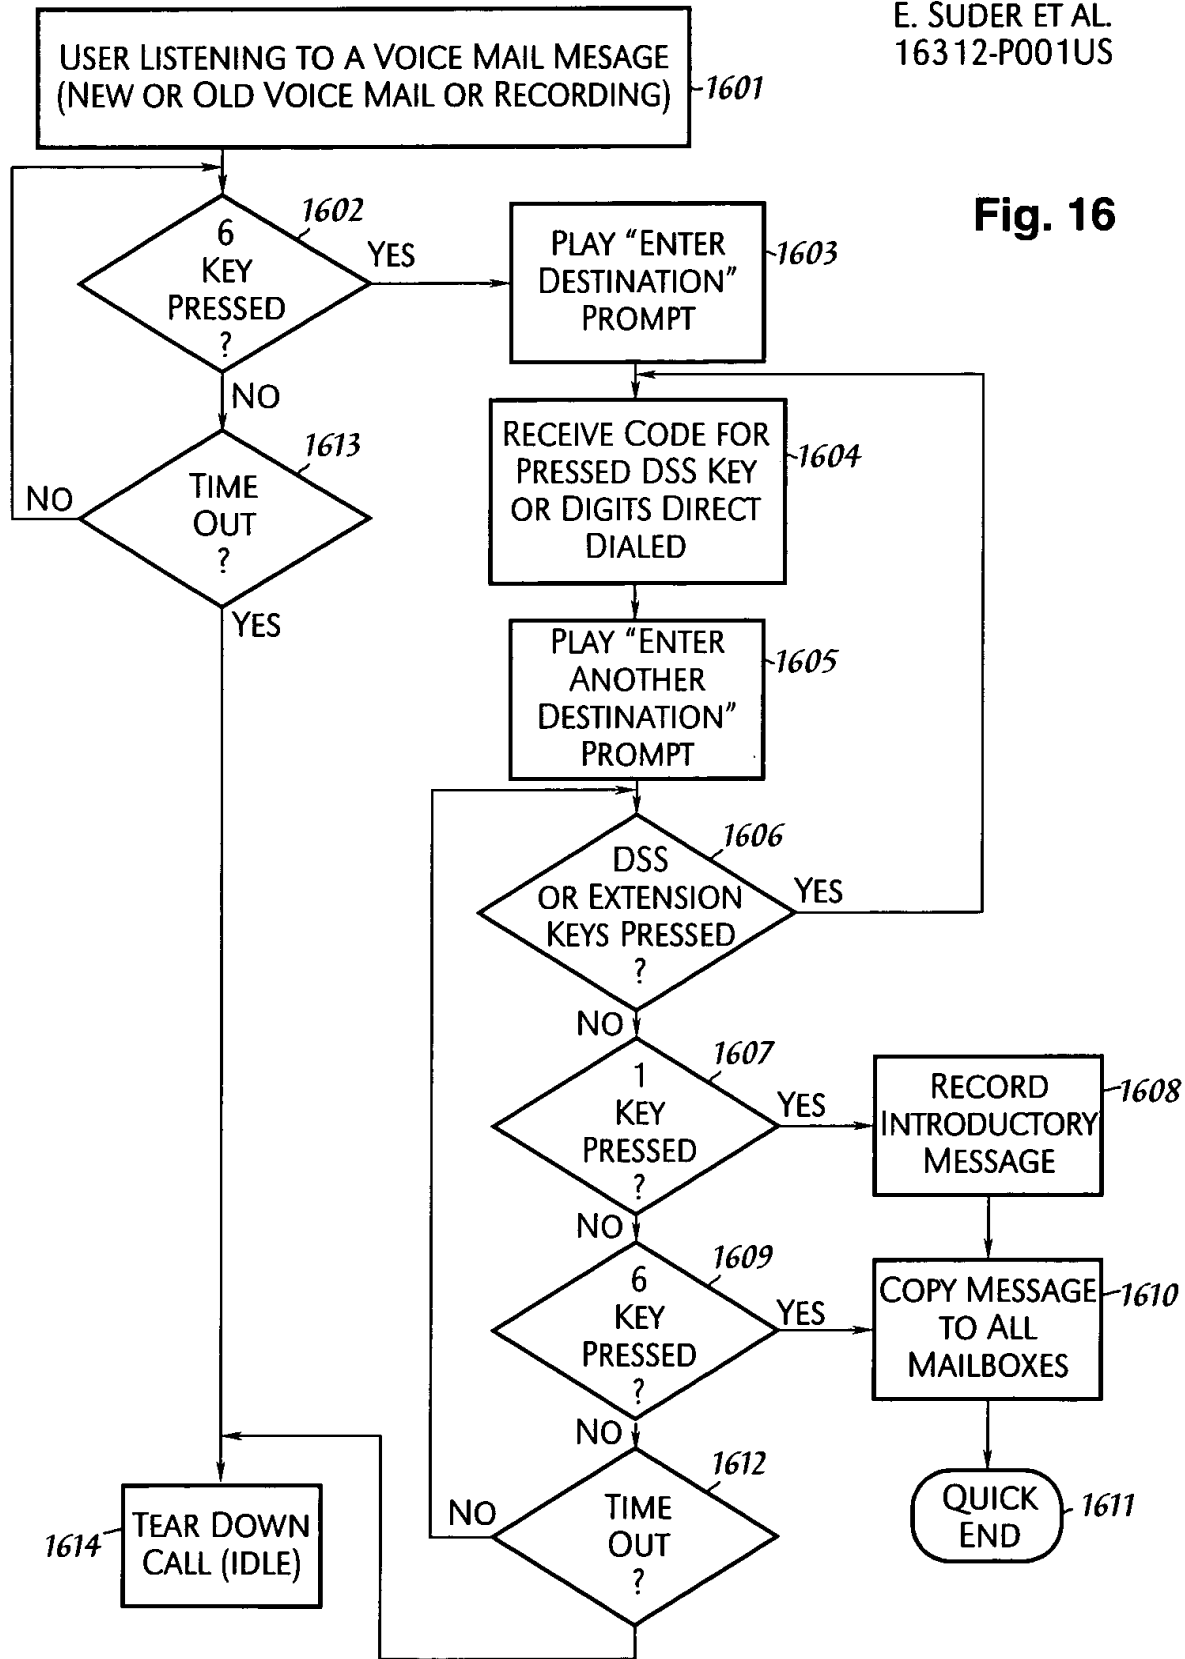 E. SUDER ET AL.
16312-P001US
Fig. 16
USER LISTENING TO A VOICE MAIL MESAGE
(NEW OR OLD VOICE MAIL OR RECORDING)
1601
6
KEY
PRESSED
?
1602
YES
NO
PLAY "ENTER
DESTINATION"
PROMPT
1603
TIME
OUT
?
1613
NO
YES
RECEIVE CODE FOR
PRESSED DSS KEY
OR DIGITS DIRECT
DIALED
1604
PLAY "ENTER
ANOTHER
DESTINATION"
PROMPT
1605
DSS
OR EXTENSION
KEYS PRESSED
?
1606
YES
NO
1
KEY
PRESSED
?
1607
YES
NO
RECORD
INTRODUCTORY
MESSAGE
1608
6
KEY
PRESSED
?
1609
YES
NO
COPY MESSAGE
TO ALL
MAILBOXES
1610
TIME
OUT
?
1612
NO
QUICK
END
1611
TEAR DOWN
CALL (IDLE)
1614